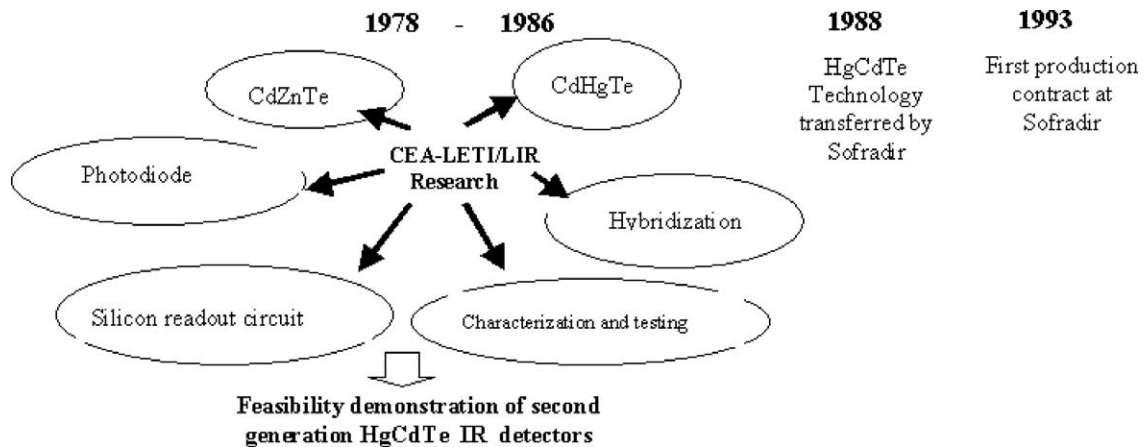 1978 - 1986
1988
1993
CdZnTe
CdHgTe
HgCdTe
Technology
transferred by
Sofradir
First production
contract at
Sofradir
CEA-LETI/LIR
Research
Photodiode
Hybridization
Silicon readout circuit
Characterization and testing
Feasibility demonstration of second
generation HgCdTe IR detectors